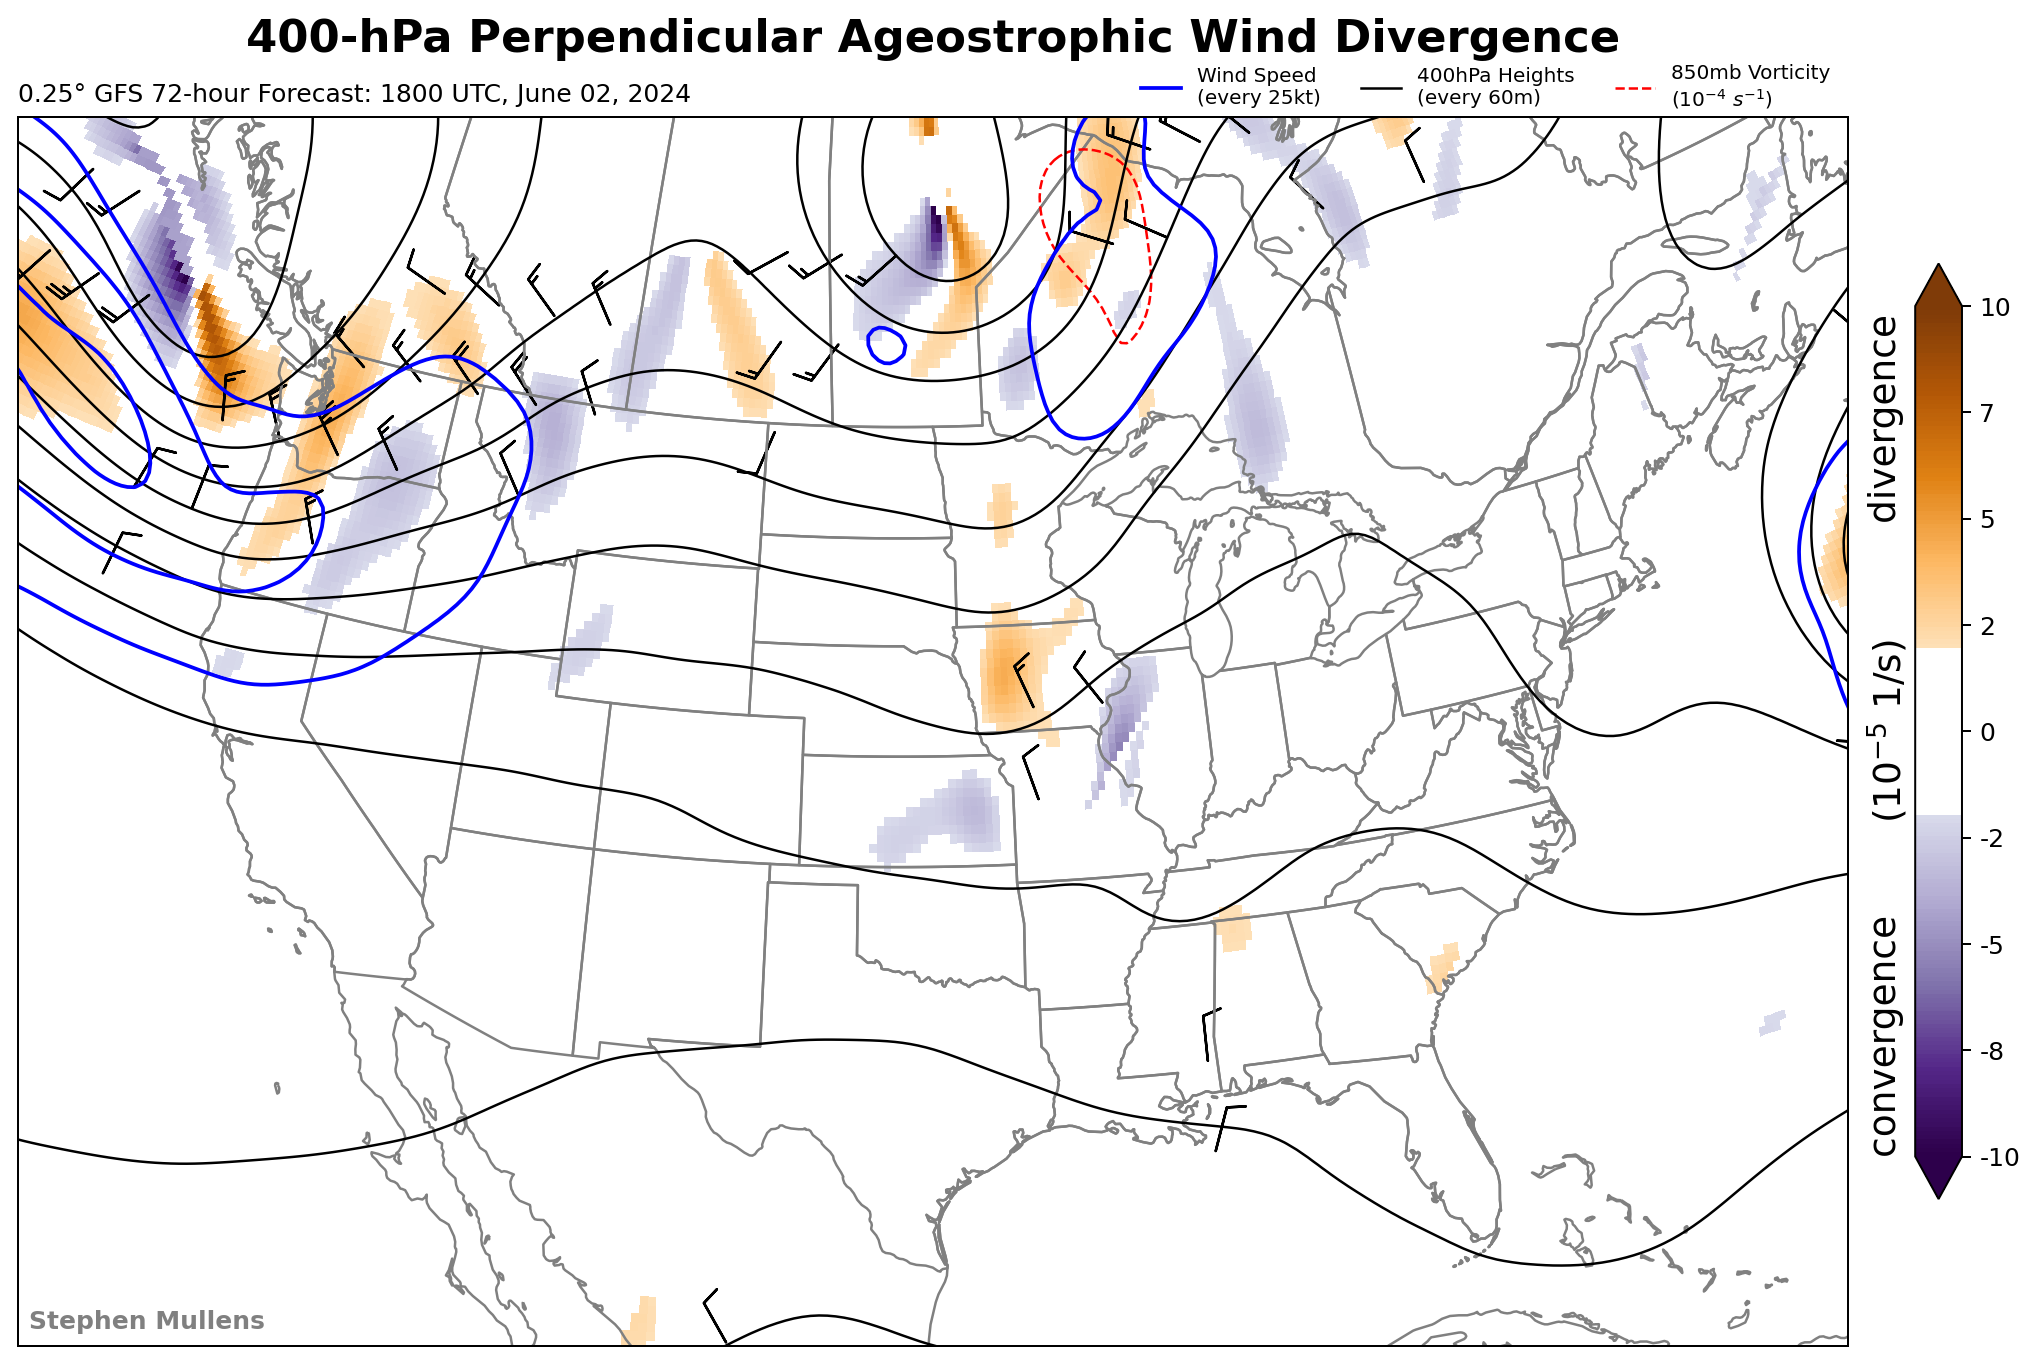 400-hPa Perpendicular Ageostrophic Wind Divergence
0.25° GFS 72-hour Forecast: 1800 UTC, June 02, 2024
Wind Speed
(every 25kt)
400hPa Heights
(every 60m)
850mb Vorticity
(10⁻⁴ s⁻¹)
10
7
5
2
0
-2
-5
-8
-10
convergence (10⁻⁵ 1/s) divergence
Stephen Mullens